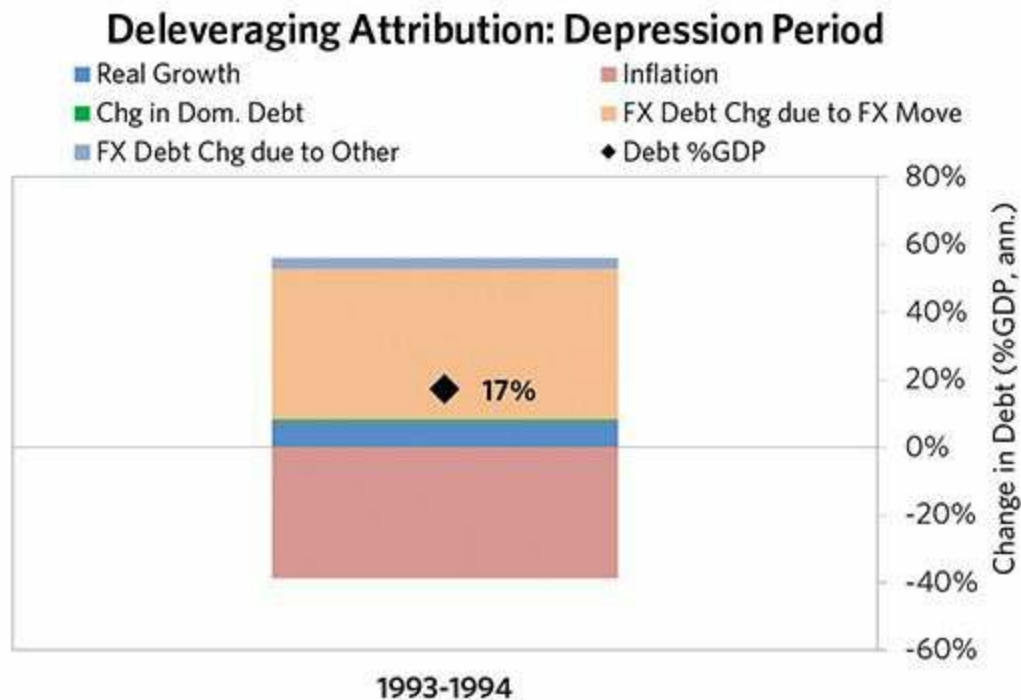 Deleveraging Attribution: Depression Period
Real Growth
Inflation
Chg in Dom. Debt
FX Debt Chg due to FX Move
FX Debt Chg due to Other
Debt %GDP
80%
60%
40%
20%
0%
-20%
-40%
-60%
Change in Debt (%GDP, ann.)
17%
1993-1994